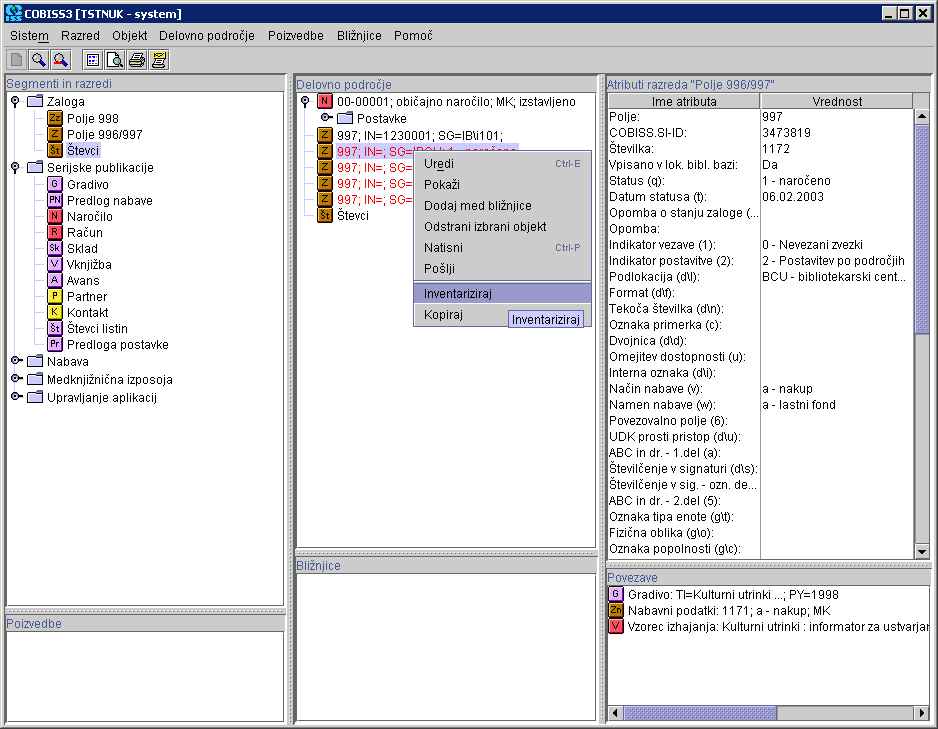 COBISS3 [TSTNUK - system]
Sistem Razred Objekt Delovno področje Poizvedbe Bližnjice Pomoč
Segmenti in razredi
Zaloga
Zz Polje 998
Z Polje 996/997
Št Števci
Serijske publikacije
G Gradivo
PN Predlog nabave
N Naročilo
R Račun
Sk Sklad
V Vknjižba
A Avans
P Partner
K Kontakt
Št Števci listin
Pr Predloga postavke
Nabava
Medknjižnična izposoja
Upravljanje aplikacij
Poizvedbe
Delovno področje
N 00-00001; običajno naročilo; MK; izstavljeno
Postavke
Z 997; IN=1230001; SG=IB\i101;
Z 997; IN=; SG=
Z 997; IN=; SG=
Z 997; IN=; SG=
Z 997; IN=; SG=
Št Števci
Uredi Ctrl-E
Pokaži
Dodaj med bližnjice
Odstrani izbrani objekt
Natisni Ctrl-P
Pošlji
Inventariziraj
Kopiraj
Inventariziraj
Bližnjice
Atributi razreda "Polje 996/997"
Ime atributa Vrednost
Polje: 997
COBISS.SI-ID: 3473819
Številka: 1172
Vpisano v lok. bibl. bazi: Da
Status (q): 1 - naročeno
Datum statusa (t): 06.02.2003
Opomba o stanju zaloge (...
Opomba:
Indikator vezave (1): 0 - Nevezani zvezki
Indikator postavitve (2): 2 - Postavitev po področjih
Podlokacija (d\l): BCU - bibliotekarski cent...
Format (d\f):
Tekoča številka (d\n):
Oznaka primerka (c):
Dvojnica (d\d):
Omejitev dostopnosti (u):
Interna oznaka (d\i):
Način nabave (v): a - nakup
Namen nabave (w): a - lastni fond
Povezovalno polje (6):
UDK prosti pristop (d\u):
ABC in dr. - 1.del (a):
Številčenje v signaturi (d\s):
Številčenje v sig. - ozn. de...
ABC in dr. - 2.del (5):
Oznaka tipa enote (g\t):
Fizična oblika (g\o):
Oznaka popolnosti (g\c):
Povezave
G Gradivo: TI=Kulturni utrinki ...; PY=1998
Zn Nabavni podatki: 1171; a - nakup; MK
V Vzorec izhajanja: Kulturni utrinki : informator za ustvarjar